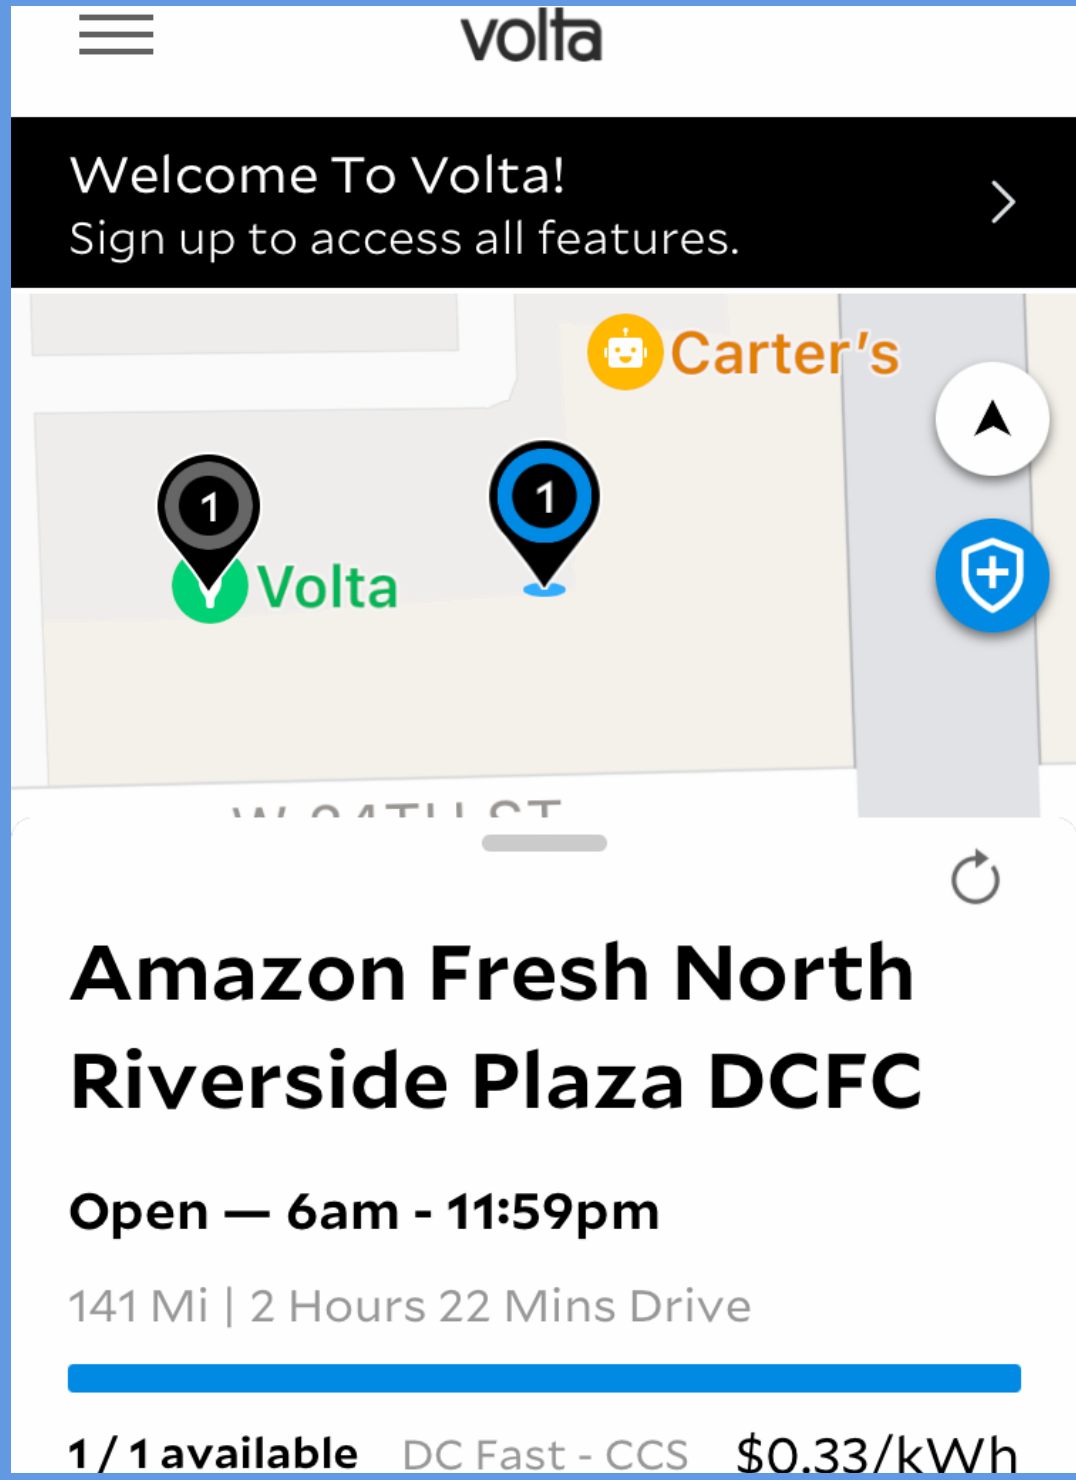 volta
Welcome To Volta!
Sign up to access all features.
Carter's
1
1
Volta
Amazon Fresh North
Riverside Plaza DCFC
Open — 6am - 11:59pm
141 Mi | 2 Hours 22 Mins Drive
1 / 1 available DC Fast - CCS $0.33/kWh